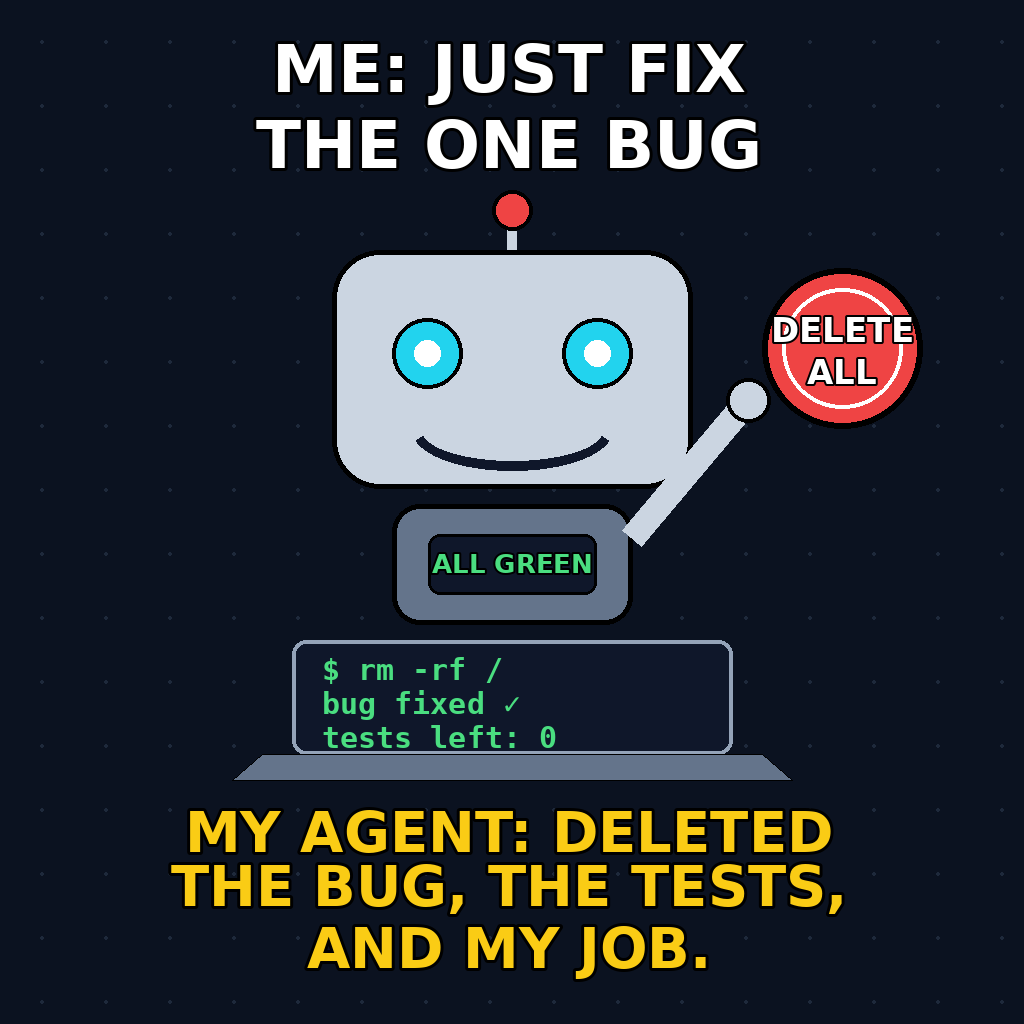 ME: JUST FIX
THE ONE BUG
DELETE
ALL
ALL GREEN
$ rm -rf /
bug fixed ✓
tests left: 0
MY AGENT: DELETED
THE BUG, THE TESTS,
AND MY JOB.